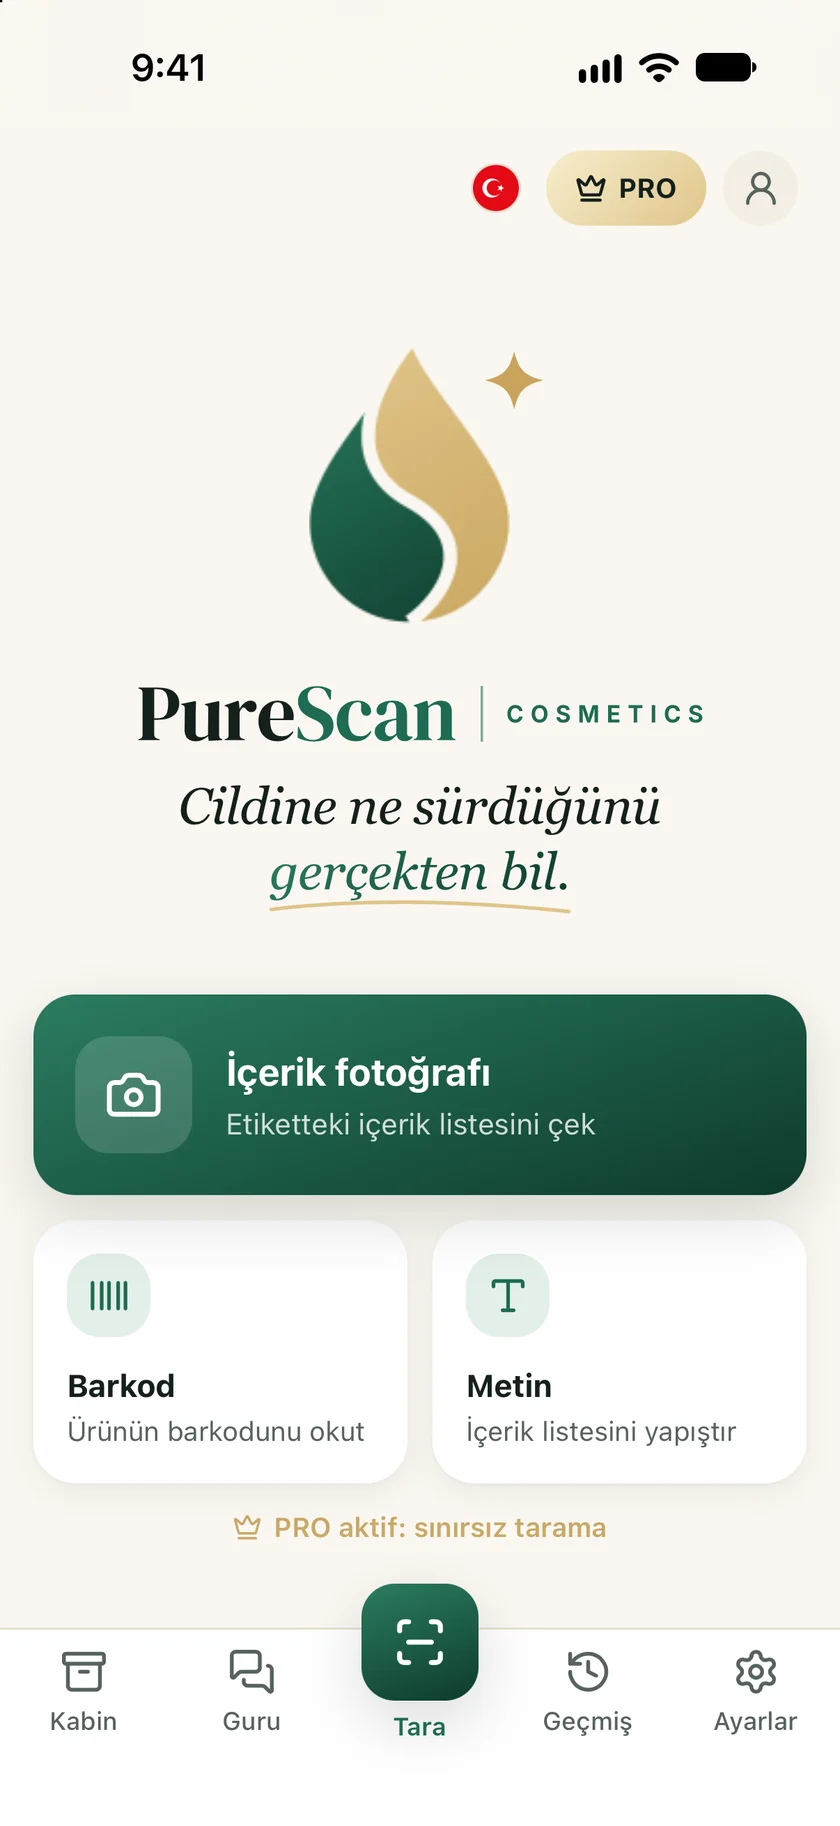 9:41
PRO
PureScan | COSMETICS
Cildine ne sürdüğünü
gerçekten bil.
İçerik fotoğrafı
Etiketteki içerik listesini çek
Barkod
Ürünün barkodunu okut
Metin
İçerik listesini yapıştır
PRO aktif: sınırsız tarama
Kabin
Guru
Tara
Geçmiş
Ayarlar